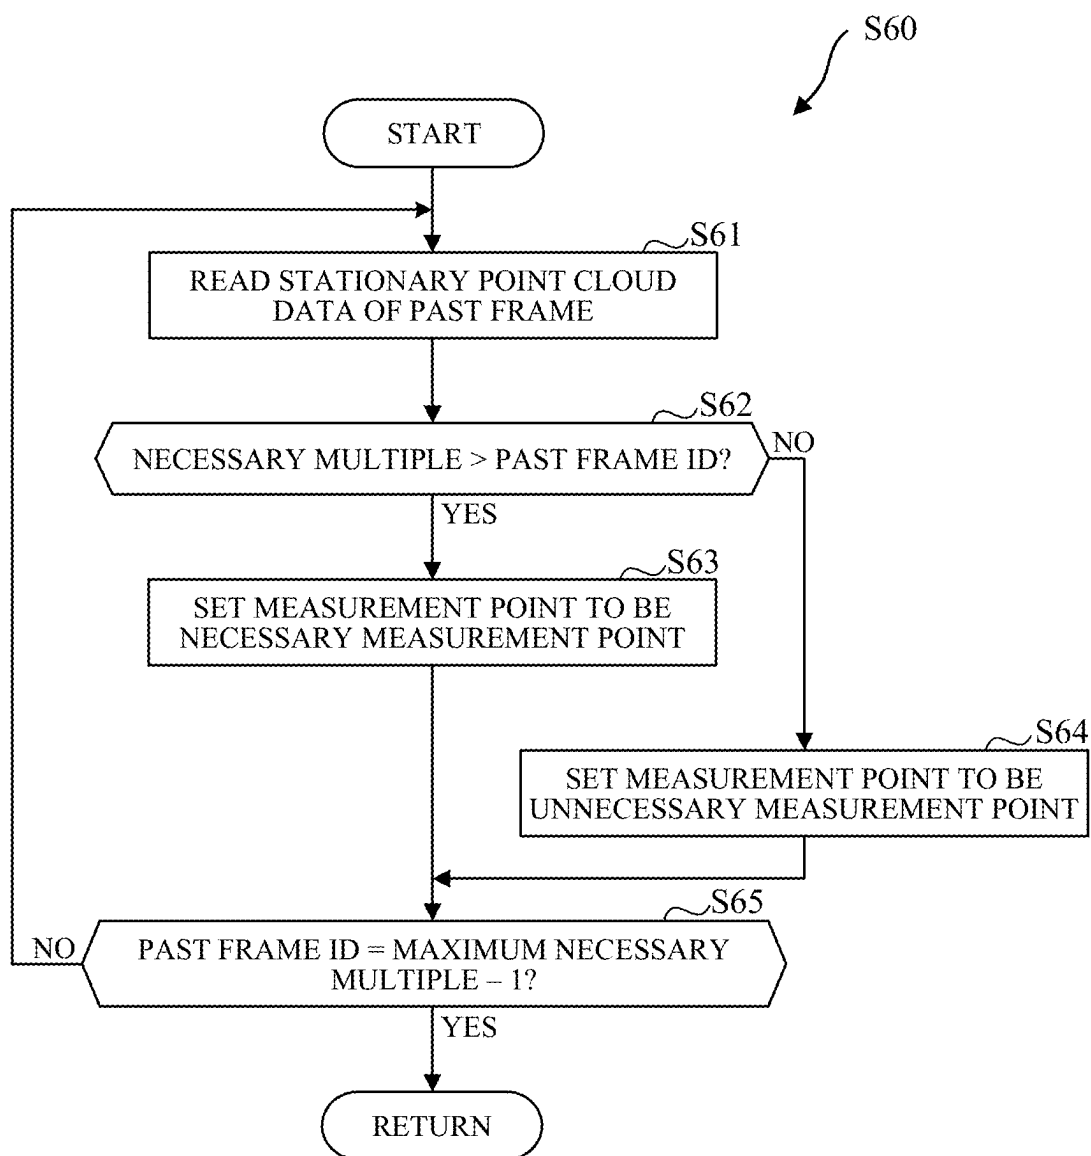 S60
START
S61
READ STATIONARY POINT CLOUD
DATA OF PAST FRAME
S62
NECESSARY MULTIPLE > PAST FRAME ID?
NO
YES
S63
SET MEASUREMENT POINT TO BE
NECESSARY MEASUREMENT POINT
S64
SET MEASUREMENT POINT TO BE
UNNECESSARY MEASUREMENT POINT
S65
NO
PAST FRAME ID = MAXIMUM NECESSARY
MULTIPLE – 1?
YES
RETURN